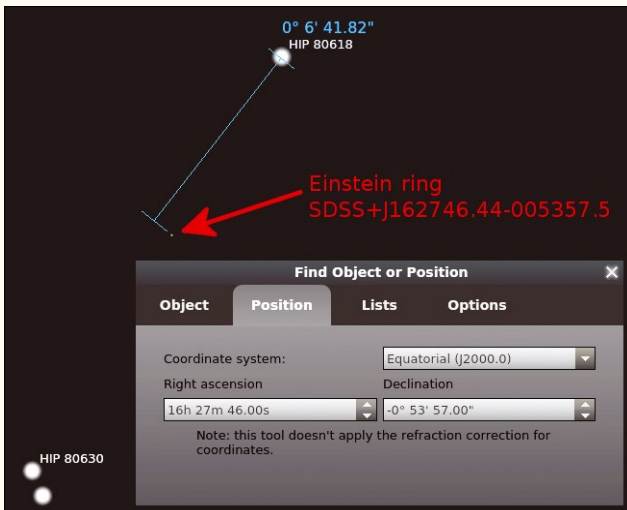 0° 6' 41.82"
HIP 80618
Einstein ring
SDSS+J162746.44-005357.5
Find Object or Position
Object Position Lists Options
Coordinate system: Equatorial (J2000.0)
Right ascension Declination
16h 27m 46.00s -0° 53' 57.00"
Note: this tool doesn't apply the refraction correction for
coordinates.
HIP 80630